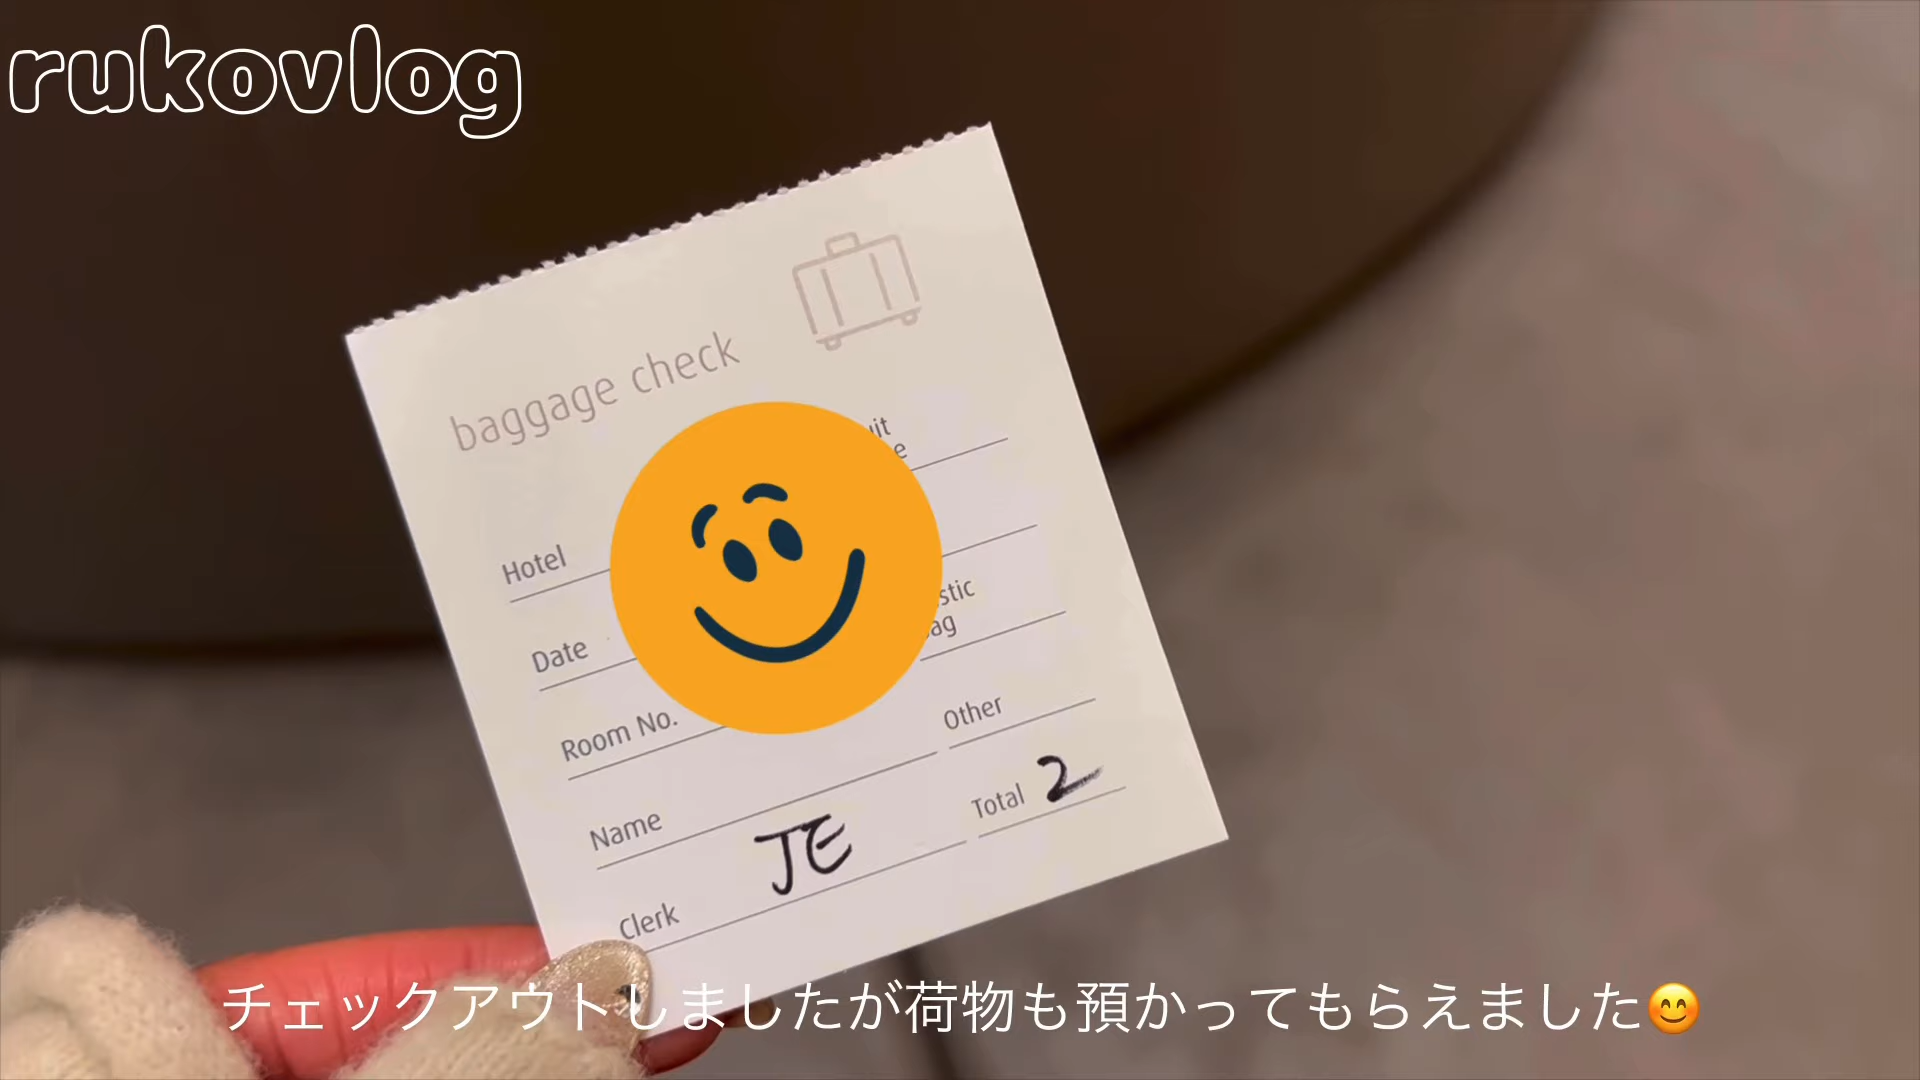 rukovlog
baggage check
Hotel
Date
Room No.
Other
Name
Total 2
Clerk JE
チェックアウトしましたが荷物も預かってもらえました😊